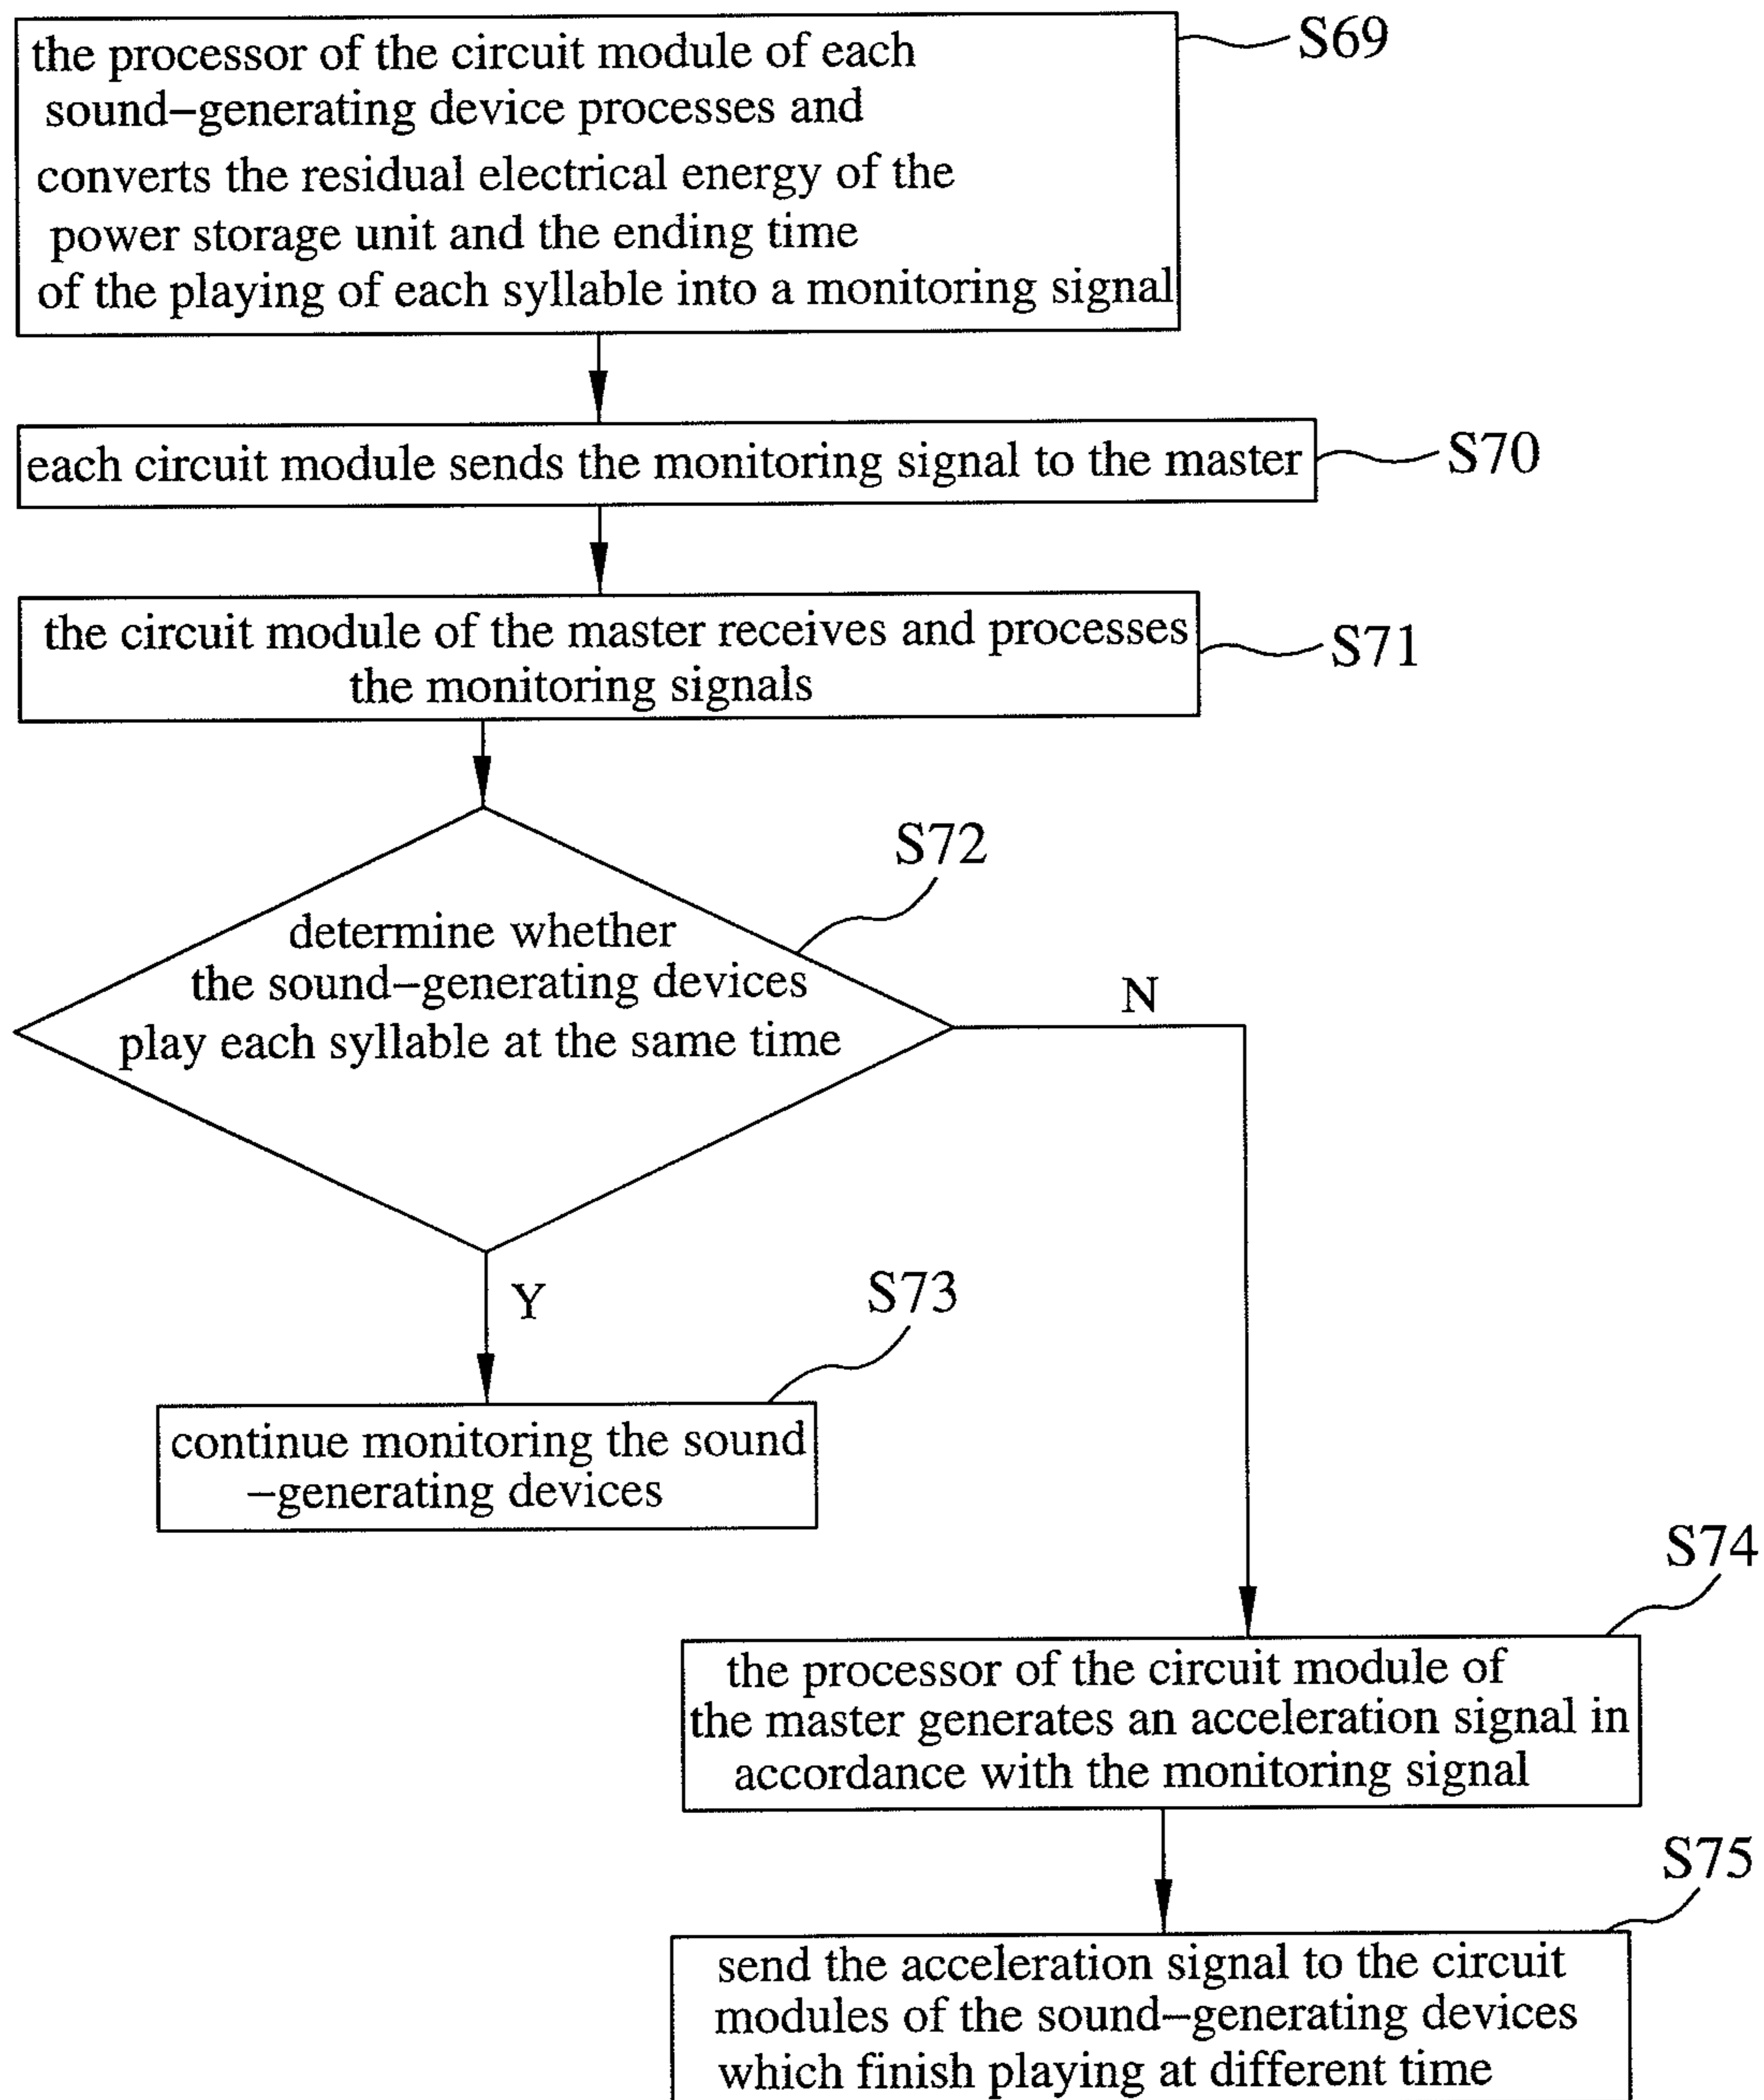 the processor of the circuit module of each
sound-generating device processes and
converts the residual electrical energy of the
power storage unit and the ending time
of the playing of each syllable into a monitoring signal
S69
each circuit module sends the monitoring signal to the master
S70
the circuit module of the master receives and processes
the monitoring signals
S71
S72
determine whether
the sound-generating devices
play each syllable at the same time
N
Y
S73
continue monitoring the sound
-generating devices
S74
the processor of the circuit module of
the master generates an acceleration signal in
accordance with the monitoring signal
S75
send the acceleration signal to the circuit
modules of the sound-generating devices
which finish playing at different time